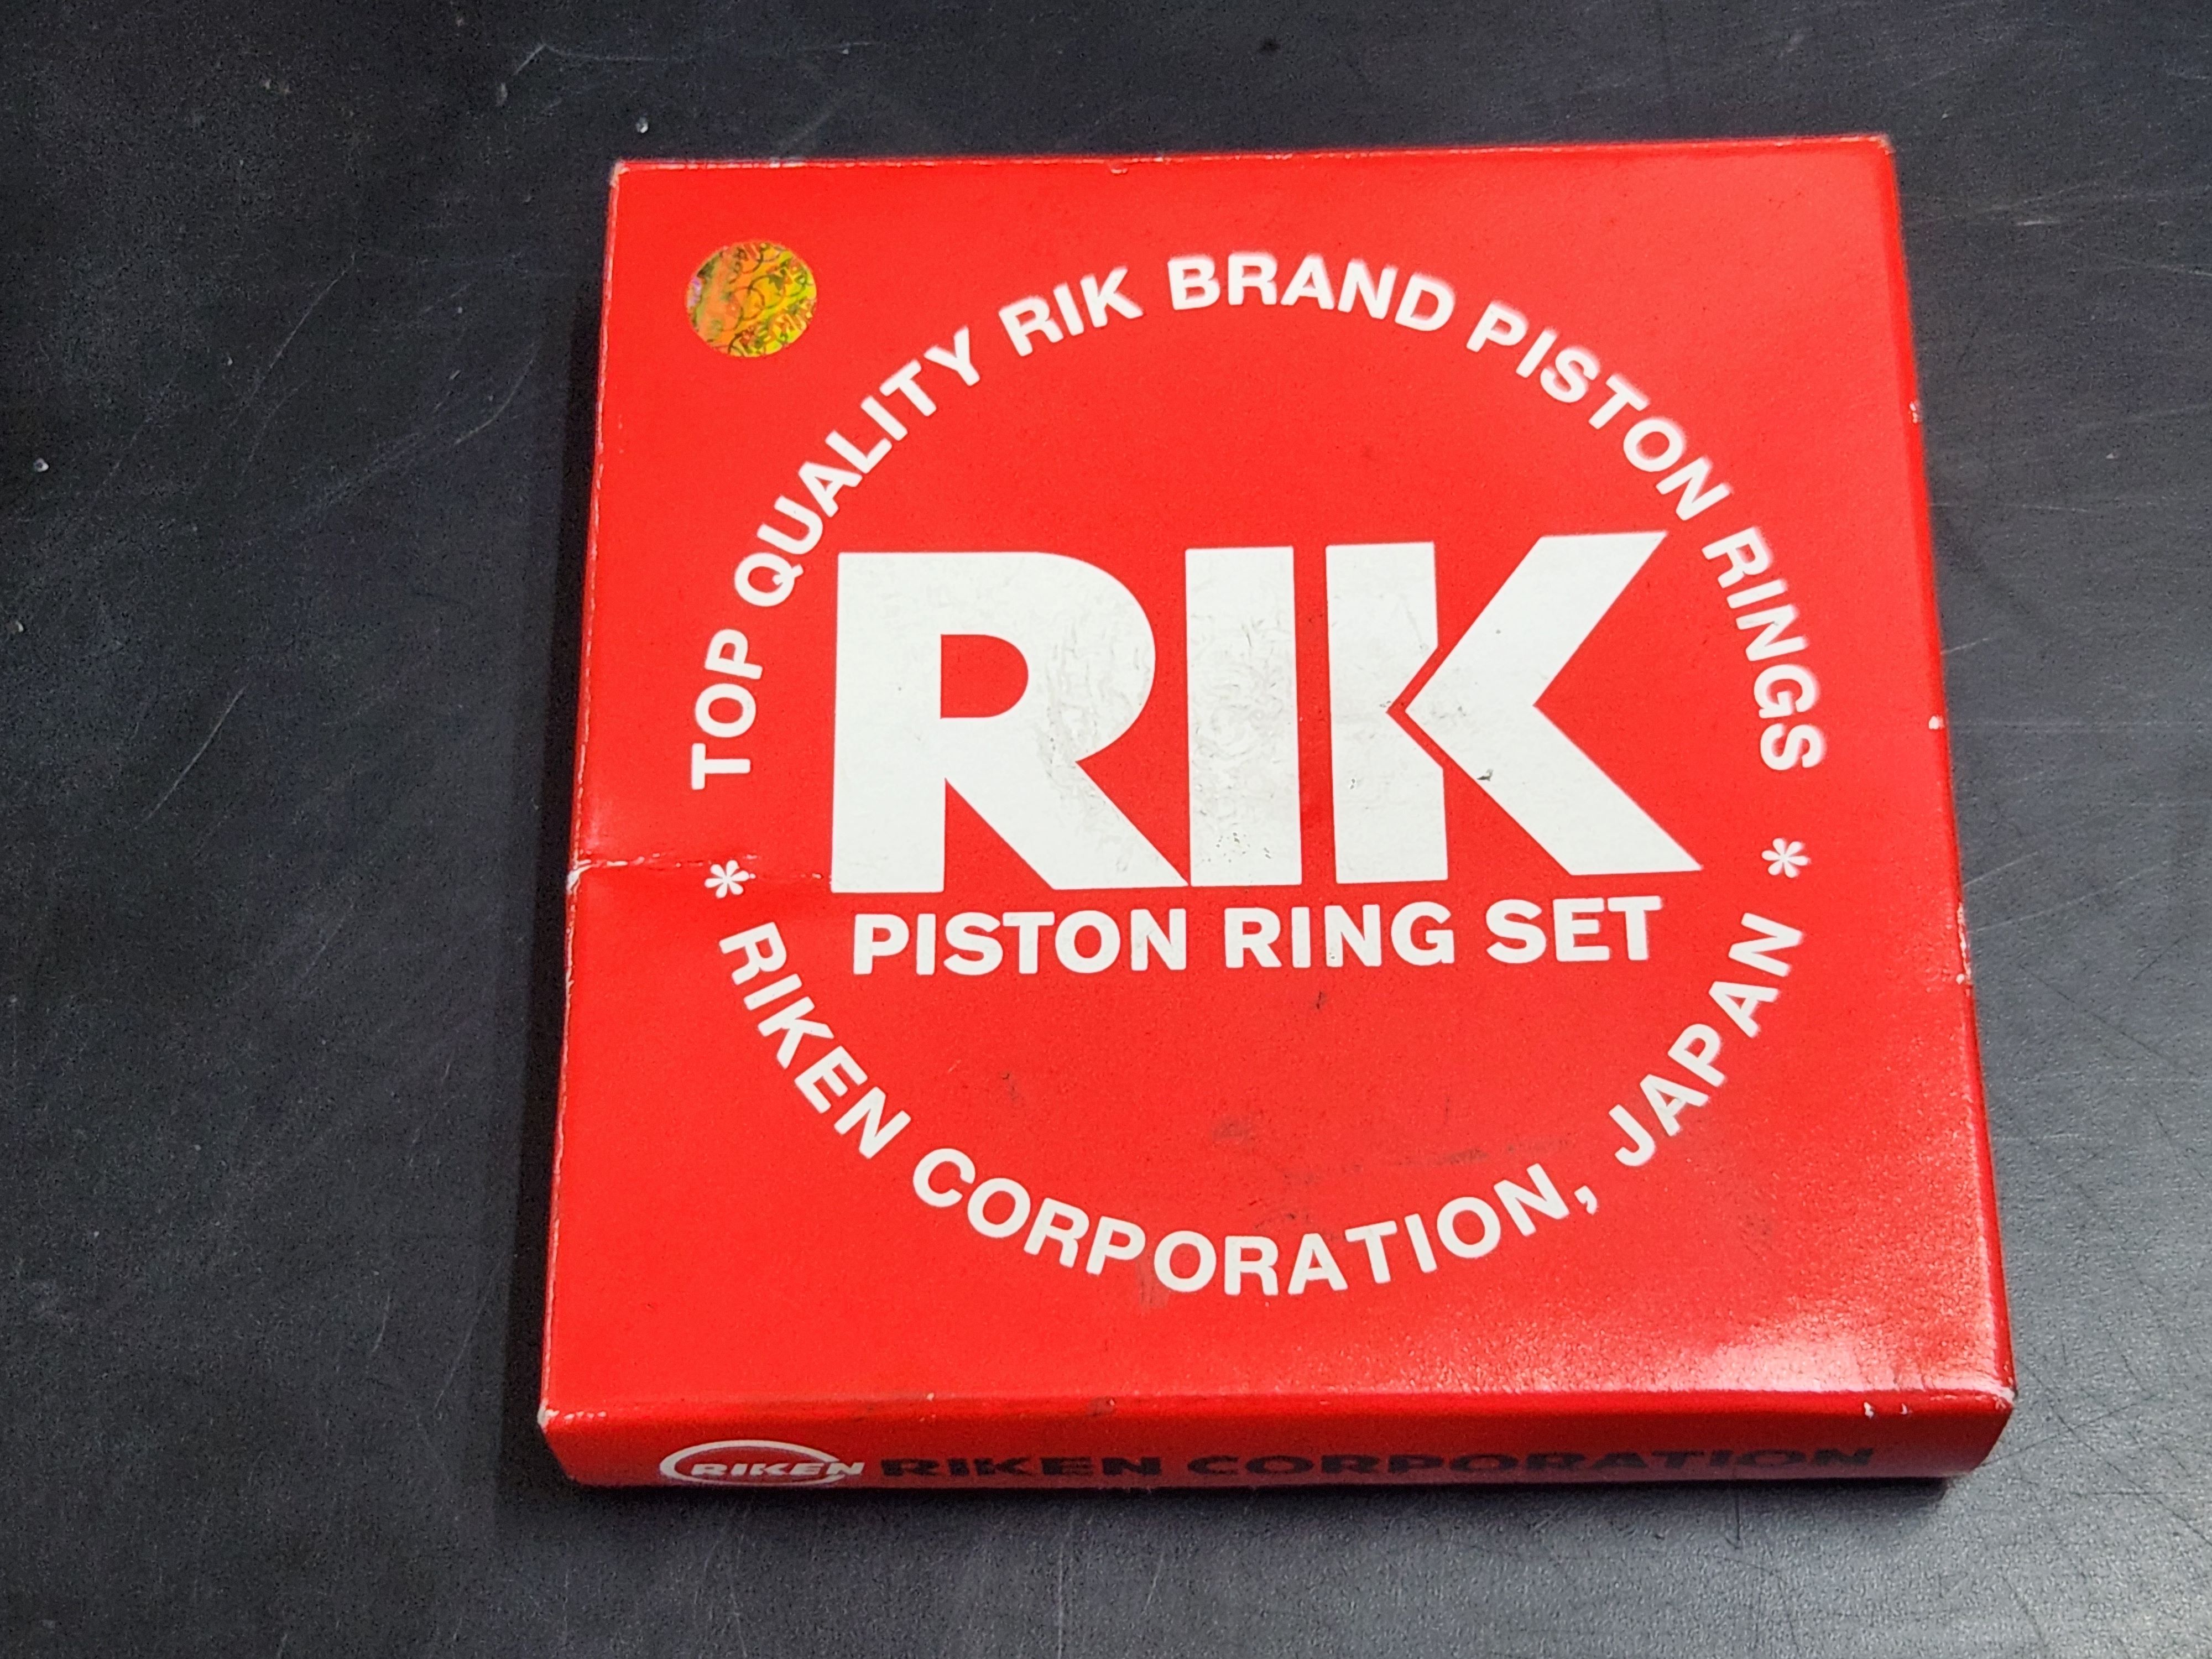 TOP QUALITY RIK BRAND PISTON RINGS
RIK
PISTON RING SET
* RIKEN CORPORATION, JAPAN *
RIKEN RIKEN CORPORATION